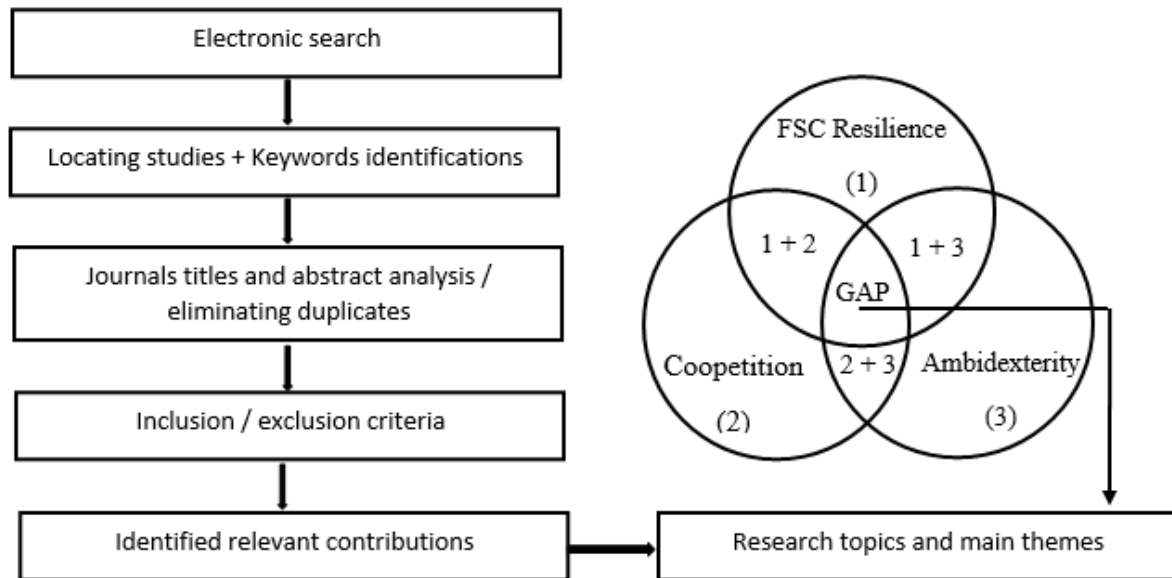 Electronic search
Locating studies + Keywords identifications
Journals titles and abstract analysis /
eliminating duplicates
Inclusion / exclusion criteria
Identified relevant contributions
FSC Resilience
(1)
1 + 2
1 + 3
GAP
Coopetition
2 + 3
Ambidexterity
(2)
(3)
Research topics and main themes